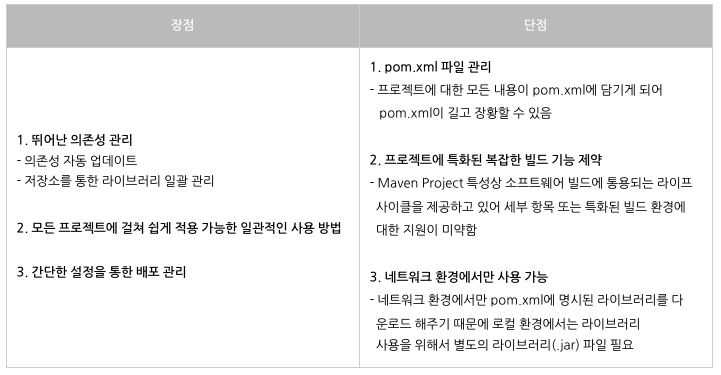 장점
단점
1. 뛰어난 의존성 관리
- 의존성 자동 업데이트
- 저장소를 통한 라이브러리 일괄 관리
2. 모든 프로젝트에 걸쳐 쉽게 적용 가능한 일관적인 사용 방법
3. 간단한 설정을 통한 배포 관리
1. pom.xml 파일 관리
- 프로젝트에 대한 모든 내용이 pom.xml에 담기게 되어
pom.xml이 길고 장황할 수 있음
2. 프로젝트에 특화된 복잡한 빌드 기능 제약
- Maven Project 특성상 소프트웨어 빌드에 통용되는 라이프
사이클을 제공하고 있어 세부 항목 또는 특화된 빌드 환경에
대한 지원이 미약함
3. 네트워크 환경에서만 사용 가능
- 네트워크 환경에서만 pom.xml에 명시된 라이브러리를 다
운로드 해주기 때문에 로컬 환경에서는 라이브러리
사용을 위해서 별도의 라이브러리(.jar) 파일 필요